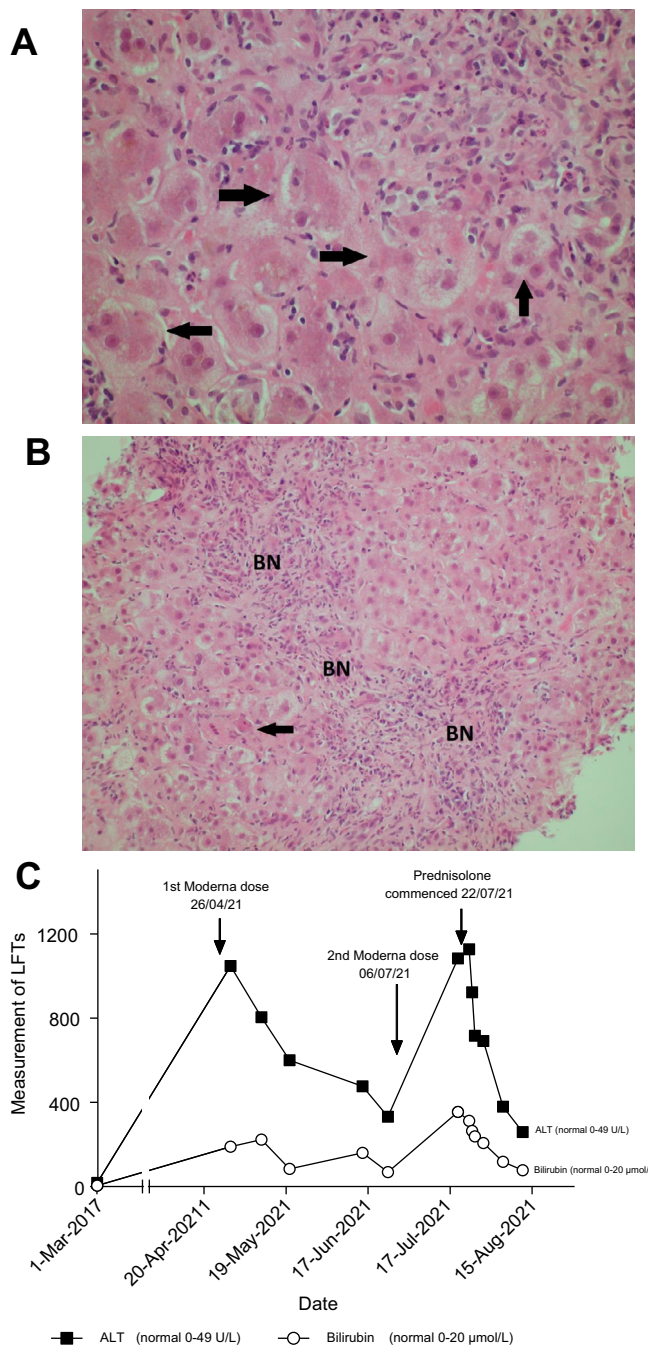 A
B
BN
BN
BN
C
1st Moderna dose
26/04/21
Prednisolone
commenced 22/07/21
2nd Moderna dose
06/07/21
Measurement of LFTs
1200
800
400
0
ALT (normal 0-49 U/L)
Bilirubin (normal 0-20 μmol/
1-Mar-2017
20-Apr-20211
19-May-2021
17-Jun-2021
17-Jul-2021
15-Aug-2021
Date
ALT (normal 0-49 U/L) Bilirubin (normal 0-20 μmol/L)